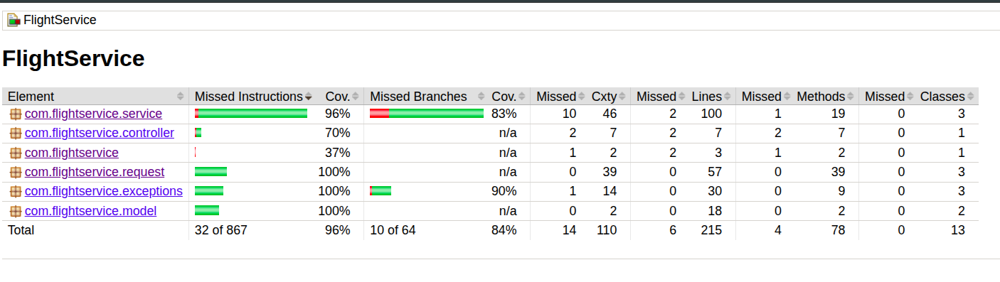 FlightService
FlightService
Element Missed Instructions Cov. Missed Branches Cov. Missed Cxty Missed Lines Missed Methods Missed Classes
com.flightservice.service 96% 83% 10 46 2 100 1 19 0 3
com.flightservice.controller 70% n/a 2 7 2 7 2 7 0 1
com.flightservice 37% n/a 1 2 2 3 1 2 0 1
com.flightservice.request 100% n/a 0 39 0 57 0 39 0 3
com.flightservice.exceptions 100% 90% 1 14 0 30 0 9 0 3
com.flightservice.model 100% n/a 0 2 0 18 0 2 0 2
Total 32 of 867 96% 10 of 64 84% 14 110 6 215 4 78 0 13